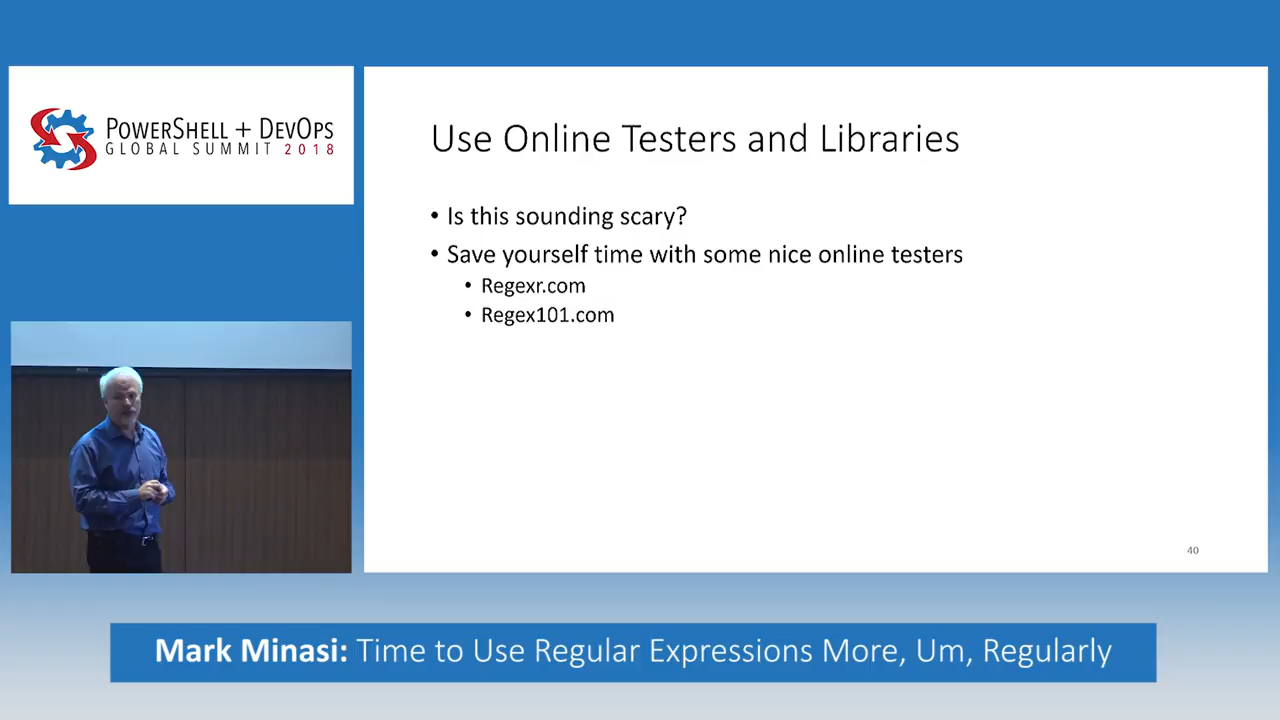 POWERSHELL + DEVOPS
GLOBAL SUMMIT 2018
Use Online Testers and Libraries
• Is this sounding scary?
• Save yourself time with some nice online testers
• Regexr.com
• Regex101.com
40
Mark Minasi: Time to Use Regular Expressions More, Um, Regularly